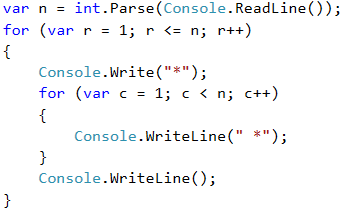 var n = int.Parse(Console.ReadLine());
for (var r = 1; r <= n; r++)
{
    Console.Write("*");
    for (var c = 1; c < n; c++)
    {
        Console.WriteLine(" *");
    }
    Console.WriteLine();
}